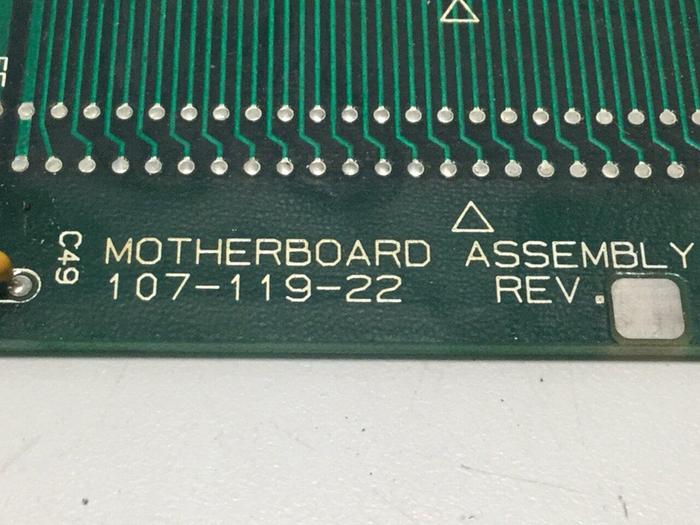 MOTHERBOARD ASSEMBLY
107-119-22 REV
C49